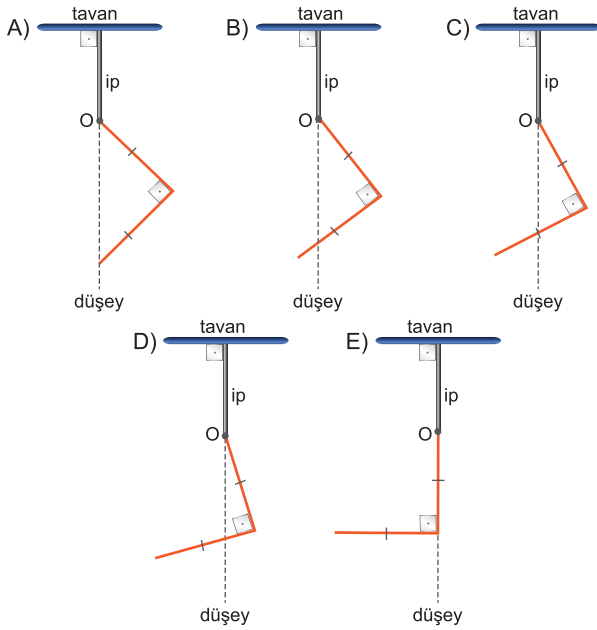 A)
tavan
ip
O
düşey
B)
tavan
ip
O
düşey
C)
tavan
ip
O
düşey
D)
tavan
ip
O
düşey
E)
tavan
ip
O
düşey